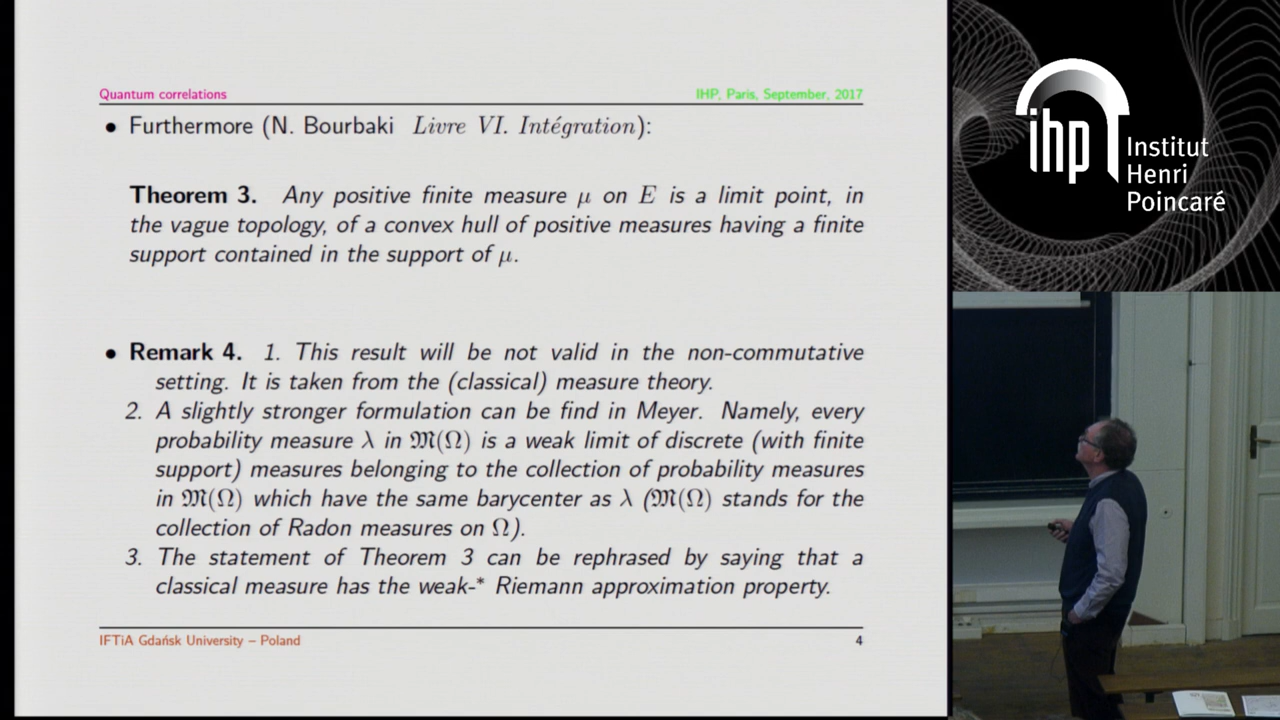 Quantum correlations IHP, Paris, September, 2017
• Furthermore (N. Bourbaki Livre VI. Intégration):
Theorem 3. Any positive finite measure μ on E is a limit point, in
the vague topology, of a convex hull of positive measures having a finite
support contained in the support of μ.
• Remark 4. 1. This result will be not valid in the non-commutative
setting. It is taken from the (classical) measure theory.
2. A slightly stronger formulation can be find in Meyer. Namely, every
probability measure λ in 𝔐(Ω) is a weak limit of discrete (with finite
support) measures belonging to the collection of probability measures
in 𝔐(Ω) which have the same barycenter as λ (𝔐(Ω) stands for the
collection of Radon measures on Ω).
3. The statement of Theorem 3 can be rephrased by saying that a
classical measure has the weak-* Riemann approximation property.
IFTiA Gdańsk University – Poland 4
ihp
Institut
Henri
Poincaré